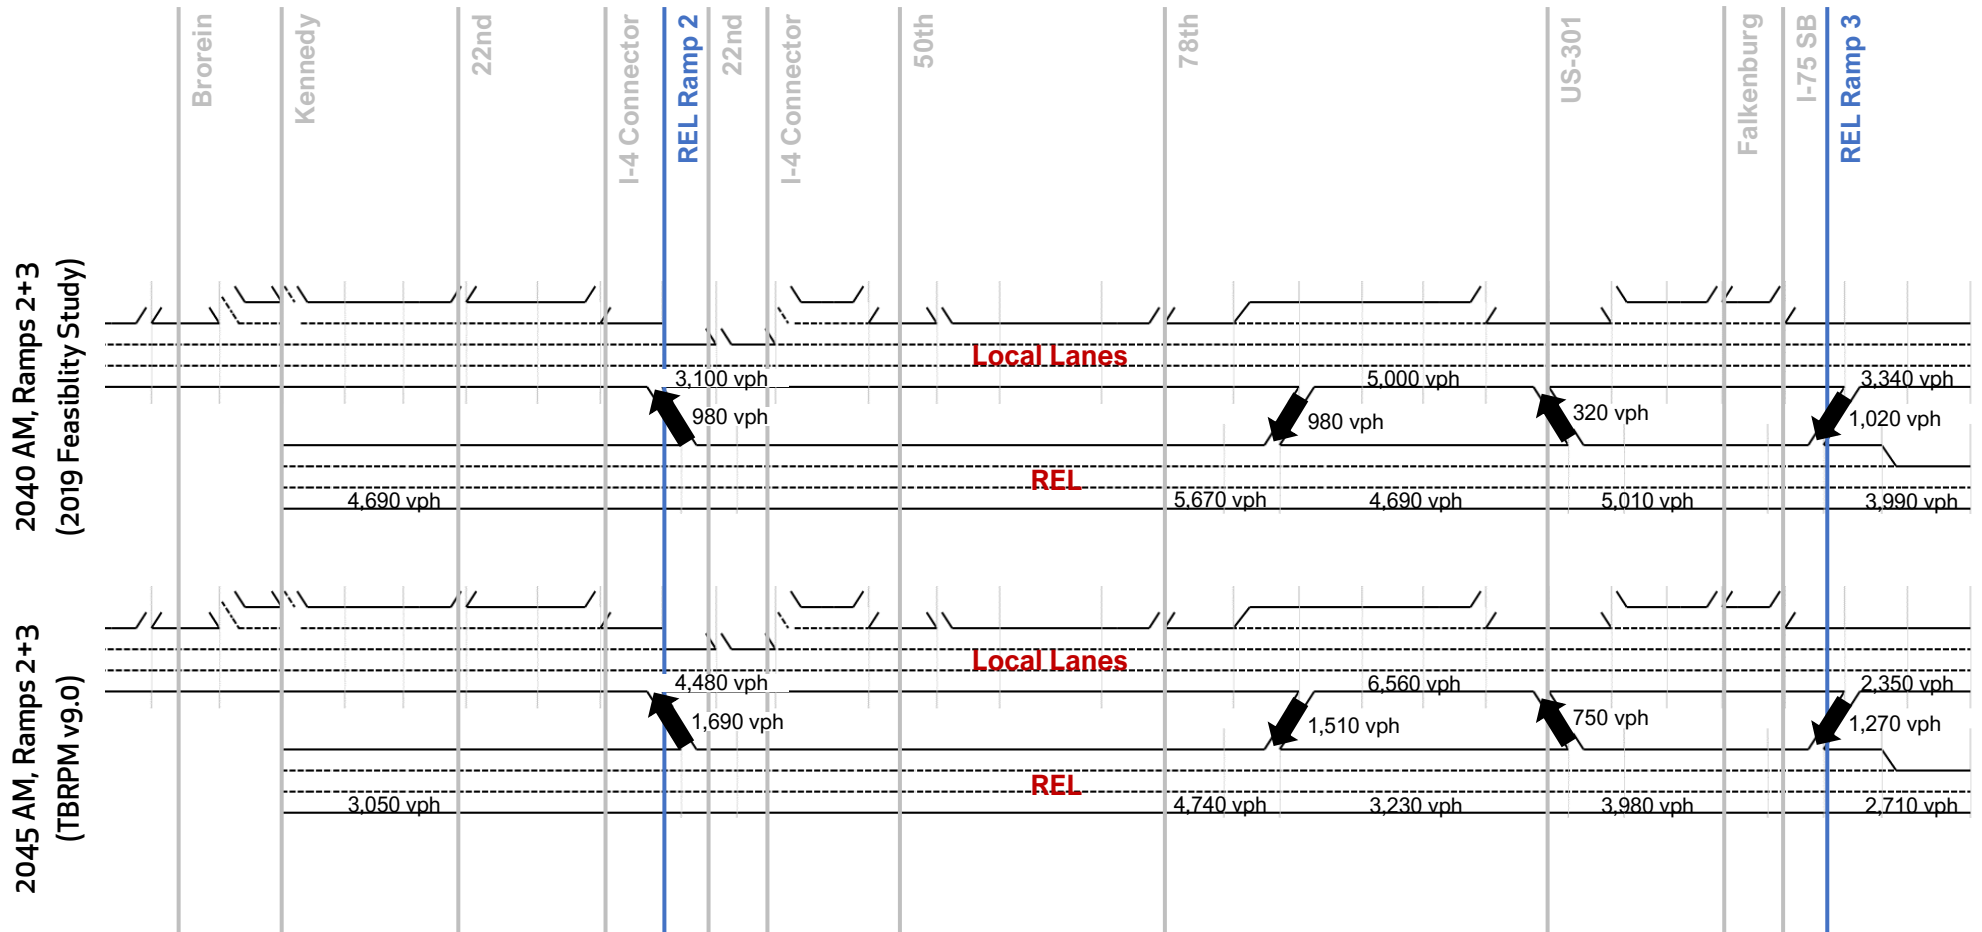 Brorein
Kennedy
22nd
I-4 Connector
REL Ramp 2
22nd
I-4 Connector
50th
78th
US-301
Falkenburg
I-75 SB
REL Ramp 3
2040 AM, Ramps 2+3
(2019 Feasiblity Study)
Local Lanes
3,100 vph
5,000 vph
3,340 vph
980 vph
980 vph
320 vph
1,020 vph
REL
4,690 vph
5,670 vph
4,690 vph
5,010 vph
3,990 vph
2045 AM, Ramps 2+3
(TBRPM v9.0)
Local Lanes
4,480 vph
6,560 vph
2,350 vph
1,690 vph
1,510 vph
750 vph
1,270 vph
REL
3,050 vph
4,740 vph
3,230 vph
3,980 vph
2,710 vph